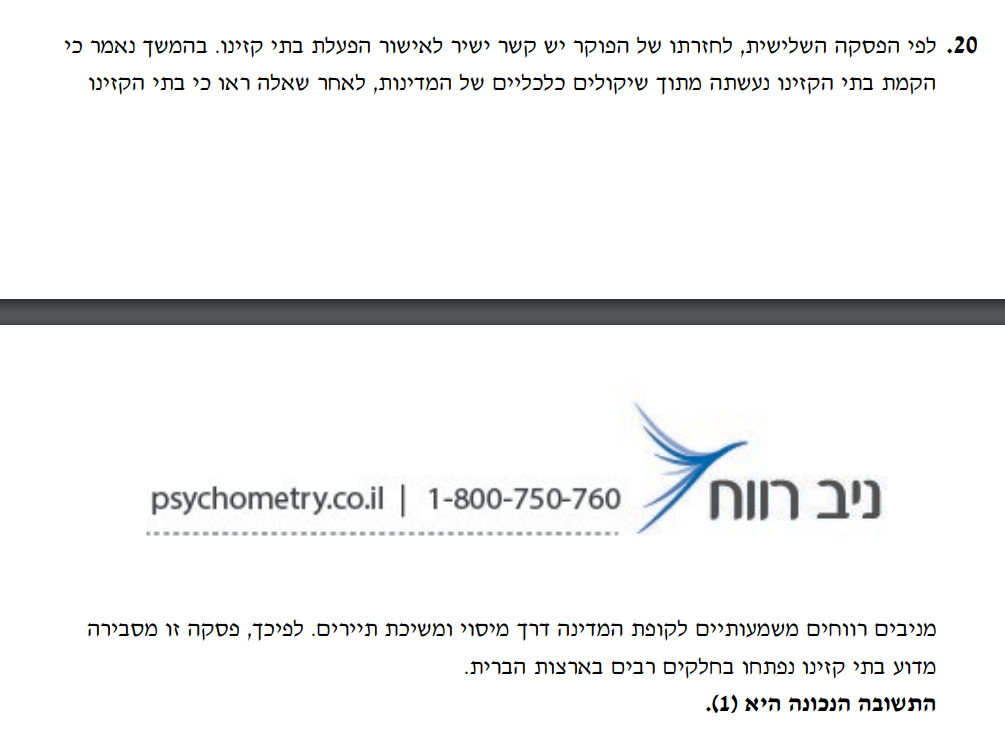 20. לפי הפסקה השלישית, לחזרתו של הפוקר יש קשר ישיר לאישור הפעלת בתי קזינו. בהמשך נאמר כי
הקמת בתי הקזינו נעשתה מתוך שיקולים כלכליים של המדינות, לאחר שאלה ראו כי בתי הקזינו
ניב רווח
psychometry.co.il | 1-800-750-760
מניבים רווחים משמעותיים לקופת המדינה דרך מיסוי ומשיכת תיירים. לפיכך, פסקה זו מסבירה
מדוע בתי קזינו נפתחו בחלקים רבים בארצות הברית.
התשובה הנכונה היא (1).